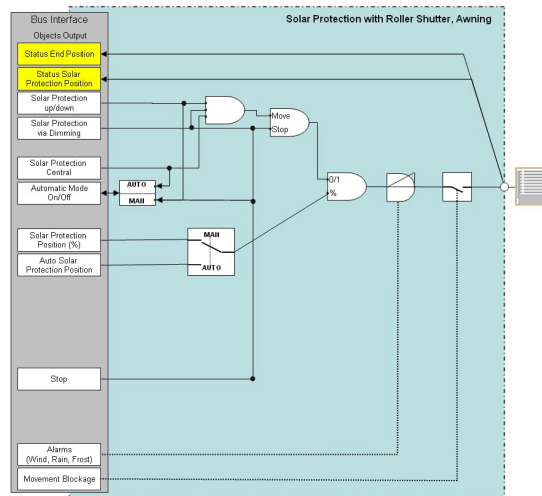 Bus Interface
Solar Protection with Roller Shutter, Awning
Objects Output
Status End Position
Status Solar
Protection Position
Solar Protection
up/down
Solar Protection
via Dimming
Move
Stop
Solar Protection
Central
Automatic Mode
On/Off
AUTO
MAN
0/1
%
Solar Protection
Position (%)
Auto Solar
Protection Position
MAN
AUTO
Stop
Alarms
(Wind, Rain, Frost)
Movement Blockage